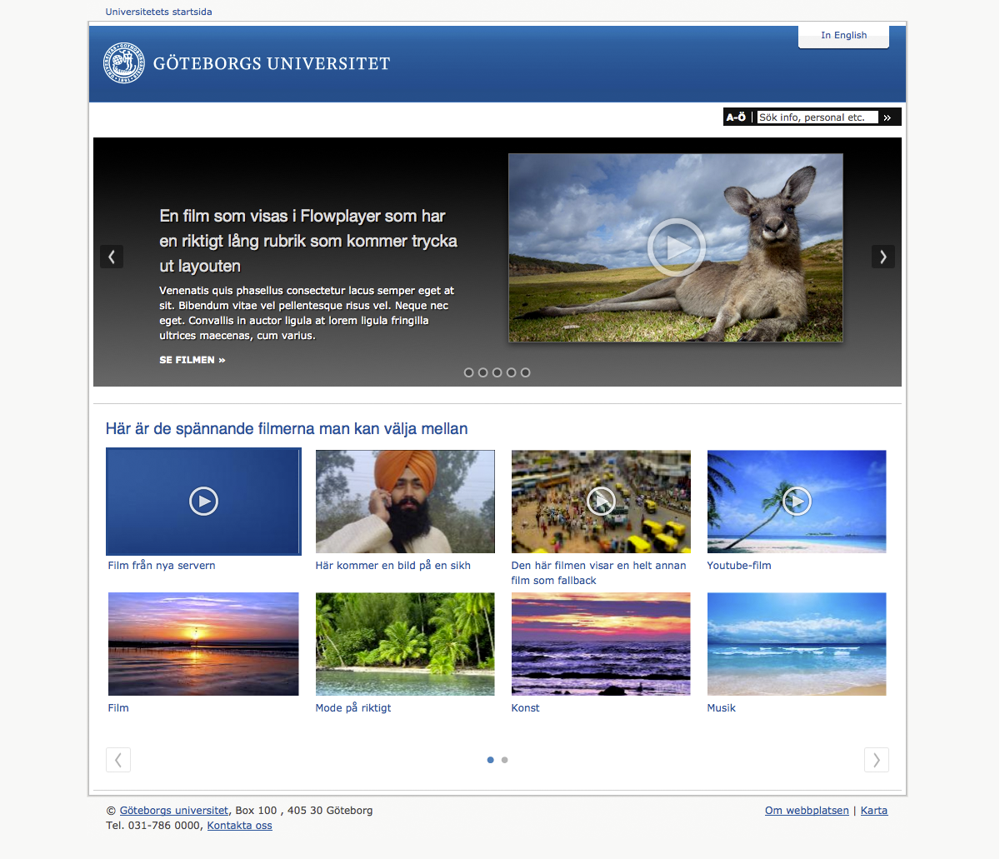 Universitetets startsida
In English
GÖTEBORGS UNIVERSITET
A-Ö | Sök info, personal etc. »
En film som visas i Flowplayer som har
en riktigt lång rubrik som kommer trycka
ut layouten
Venenatis quis phasellus consectetur lacus semper eget at
sit. Bibendum vitae vel pellentesque risus vel. Neque nec
eget. Convallis in auctor ligula at lorem ligula fringilla
ultrices maecenas, cum varius.
SE FILMEN »
Här är de spännande filmerna man kan välja mellan
Film från nya servern
Här kommer en bild på en sikh
Den här filmen visar en helt annan
film som fallback
Youtube-film
Film
Mode på riktigt
Konst
Musik
© Göteborgs universitet, Box 100 , 405 30 Göteborg
Tel. 031-786 0000, Kontakta oss
Om webbplatsen | Karta